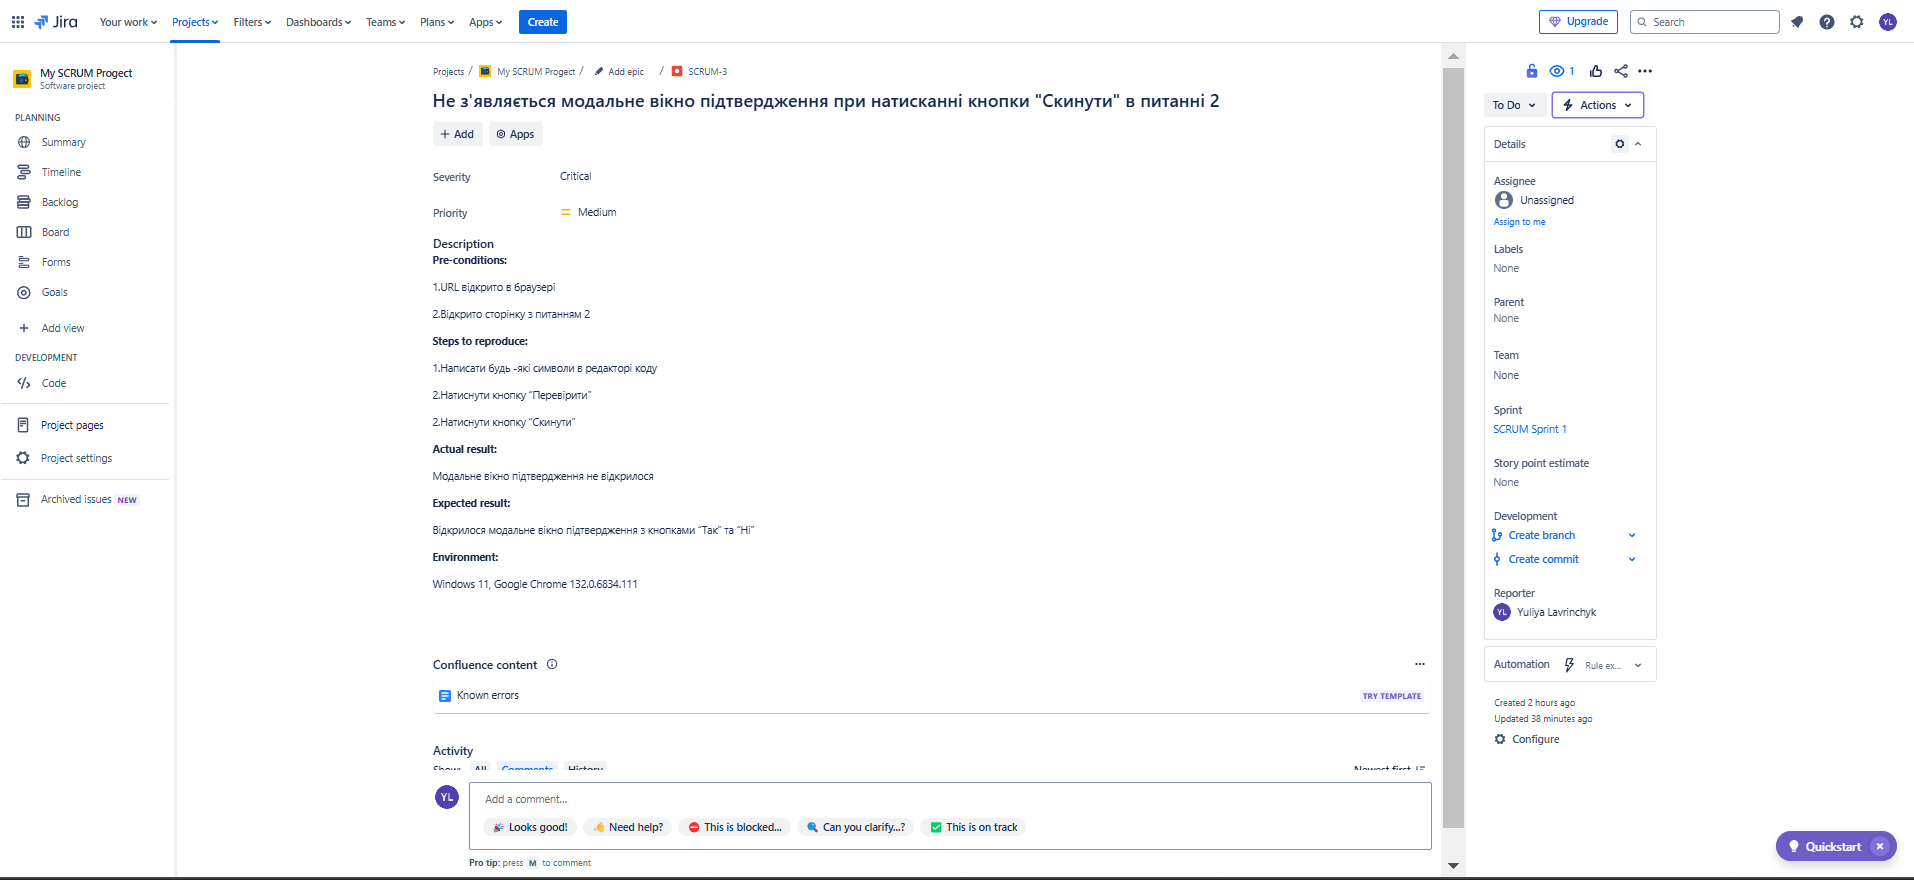 Jira
Your work
Projects
Filters
Dashboards
Teams
Plans
Apps
Create
Upgrade
Search
YL
My SCRUM Progect
Software project
PLANNING
Summary
Timeline
Backlog
Board
Forms
Goals
Add view
DEVELOPMENT
Code
Project pages
Project settings
Archived issues NEW
Projects / My SCRUM Progect / Add epic / SCRUM-3
Не з'являється модальне вікно підтвердження при натисканні кнопки "Скинути" в питанні 2
Add
Apps
Severity Critical
Priority Medium
Description
Pre-conditions:
1.URL відкрито в браузері
2.Відкрито сторінку з питанням 2
Steps to reproduce:
1.Написати будь -які символи в редакторі коду
2.Натиснути кнопку “Перевірити”
2.Натиснути кнопку “Скинути”
Actual result:
Модальне вікно підтвердження не відкрилося
Expected result:
Відкрилося модальне вікно підтвердження з кнопками “Так” та “Ні”
Environment:
Windows 11, Google Chrome 132.0.6834.111
Confluence content
Known errors TRY TEMPLATE
Activity
Show: All Comments History Newest first
YL
Add a comment...
Looks good! Need help? This is blocked... Can you clarify...? This is on track
Pro tip: press M to comment
1
To Do
Actions
Details
Assignee
Unassigned
Assign to me
Labels
None
Parent
None
Team
None
Sprint
SCRUM Sprint 1
Story point estimate
None
Development
Create branch
Create commit
Reporter
YL Yuliya Lavrinchyk
Automation Rule ex...
Created 2 hours ago
Updated 38 minutes ago
Configure
Quickstart